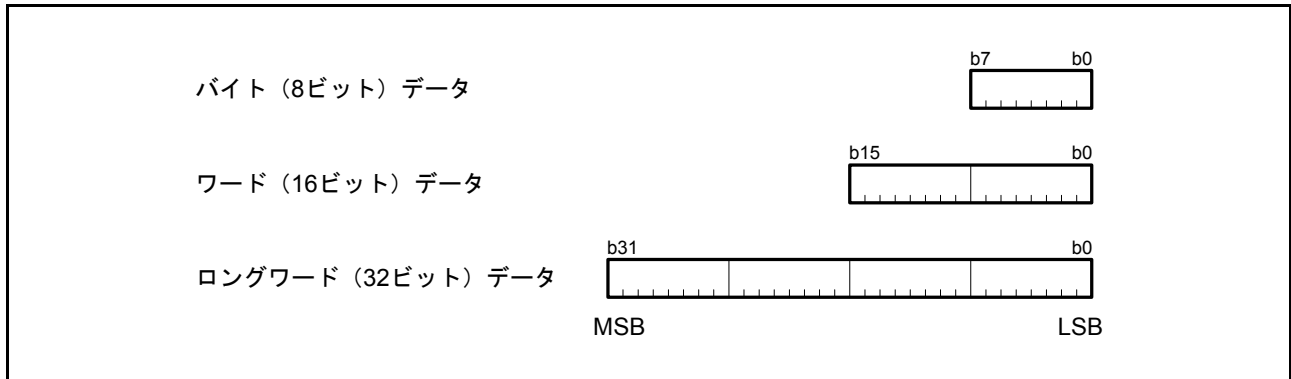 b7 b0
バイト（8ビット）データ
b15 b0
ワード（16ビット）データ
b31 b0
ロングワード（32ビット）データ
MSB LSB